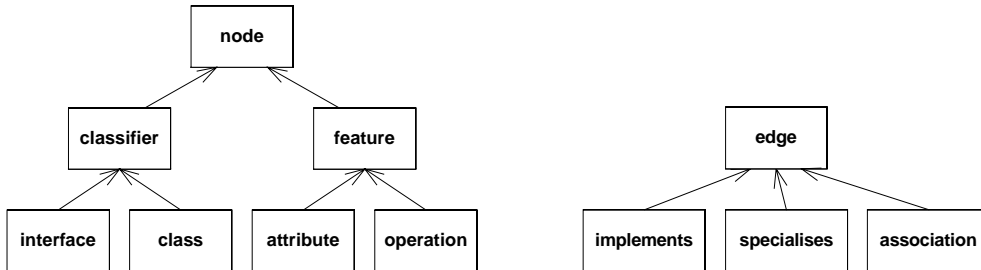 node
classifier
feature
edge
interface
class
attribute
operation
implements
specialises
association